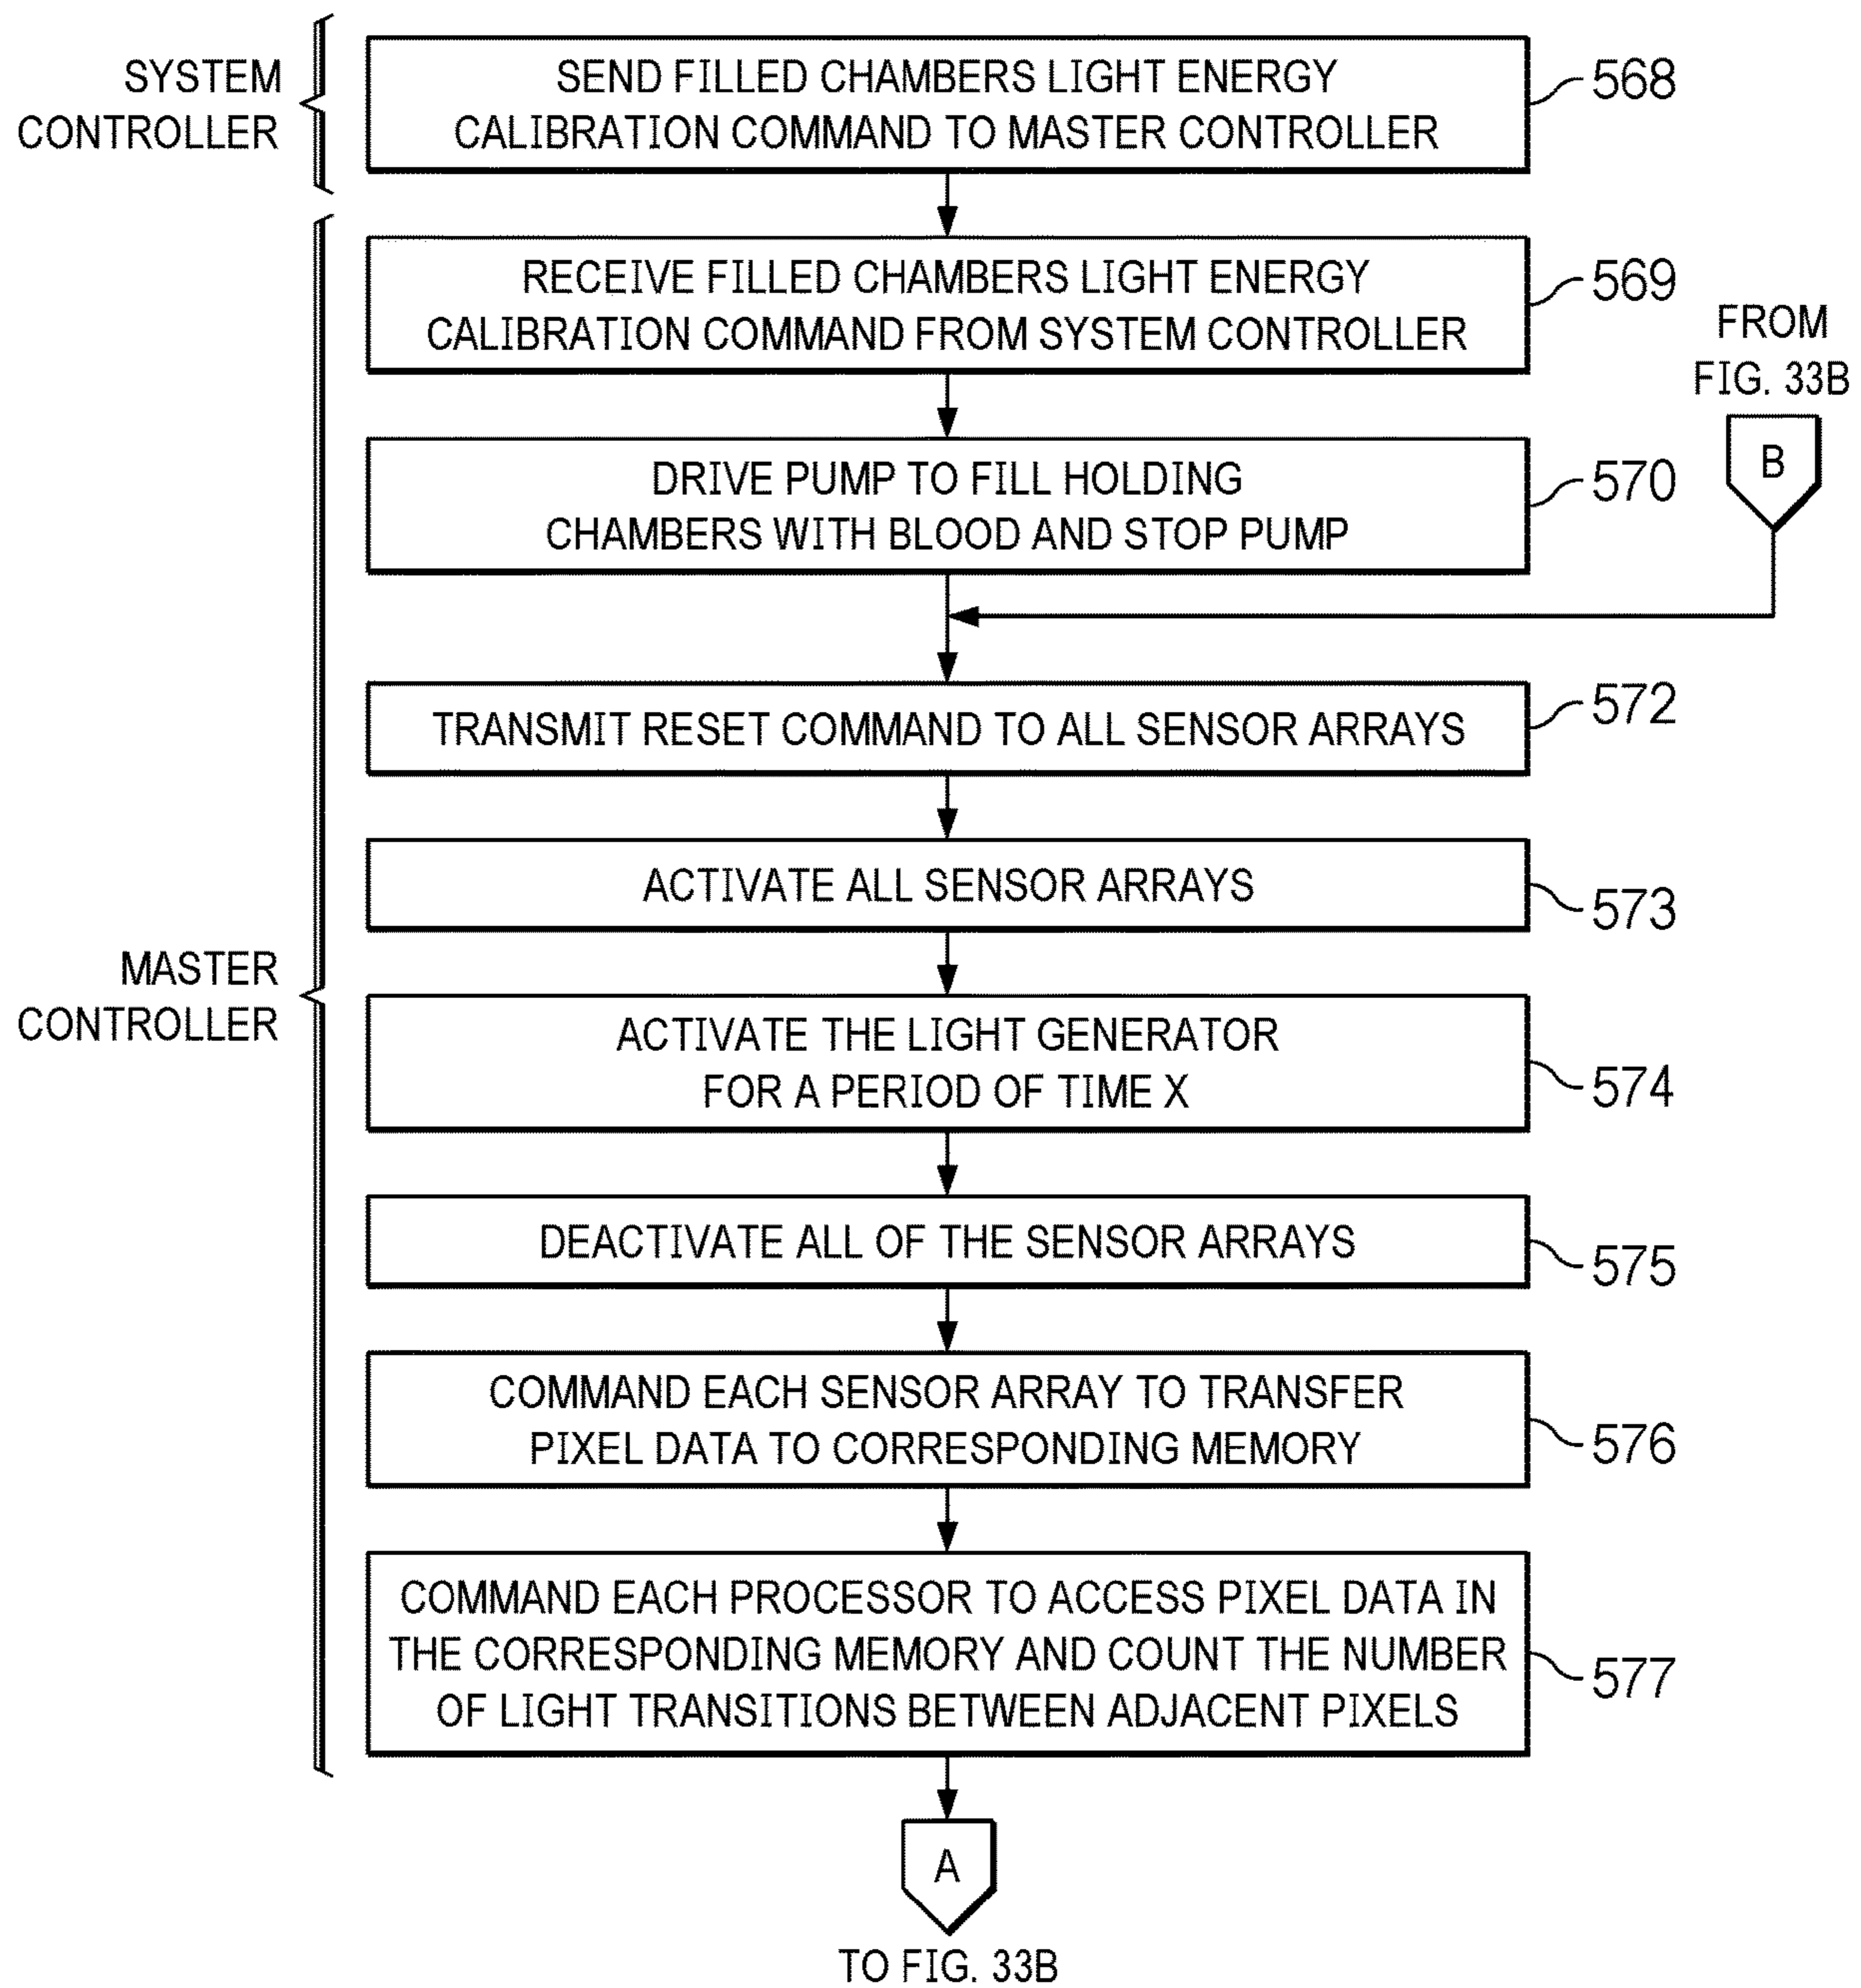 SYSTEM
CONTROLLER
SEND FILLED CHAMBERS LIGHT ENERGY
CALIBRATION COMMAND TO MASTER CONTROLLER
568
RECEIVE FILLED CHAMBERS LIGHT ENERGY
CALIBRATION COMMAND FROM SYSTEM CONTROLLER
569
FROM
FIG. 33B
B
DRIVE PUMP TO FILL HOLDING
CHAMBERS WITH BLOOD AND STOP PUMP
570
TRANSMIT RESET COMMAND TO ALL SENSOR ARRAYS
572
ACTIVATE ALL SENSOR ARRAYS
573
MASTER
CONTROLLER
ACTIVATE THE LIGHT GENERATOR
FOR A PERIOD OF TIME X
574
DEACTIVATE ALL OF THE SENSOR ARRAYS
575
COMMAND EACH SENSOR ARRAY TO TRANSFER
PIXEL DATA TO CORRESPONDING MEMORY
576
COMMAND EACH PROCESSOR TO ACCESS PIXEL DATA IN
THE CORRESPONDING MEMORY AND COUNT THE NUMBER
OF LIGHT TRANSITIONS BETWEEN ADJACENT PIXELS
577
A
TO FIG. 33B